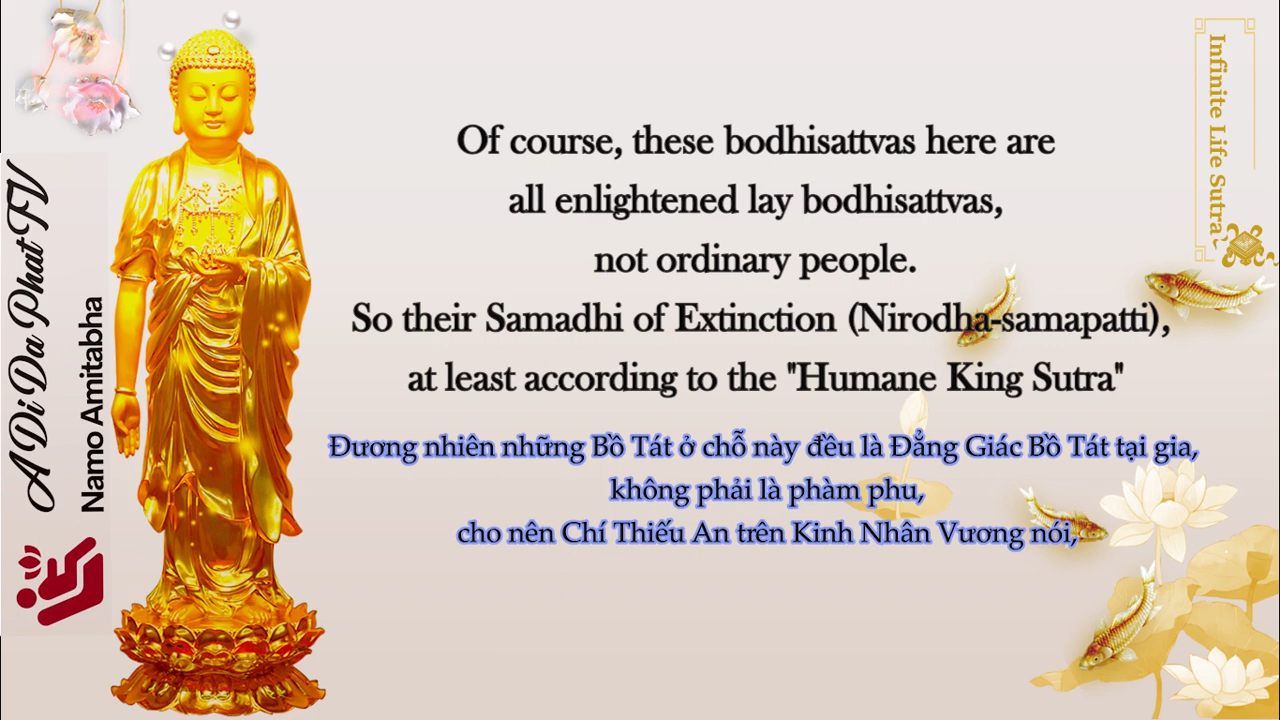 A Di Da Phat TV
Namo Amitabha
Of course, these bodhisattvas here are
all enlightened lay bodhisattvas,
not ordinary people.
So their Samadhi of Extinction (Nirodha-samapatti),
at least according to the "Humane King Sutra"
Đương nhiên những Bồ Tát ở chỗ này đều là Đẳng Giác Bồ Tát tại gia,
không phải là phàm phu,
cho nên Chí Thiếu An trên Kinh Nhân Vương nói,
Infinite Life Sutra